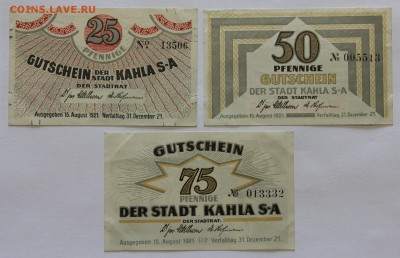 COINS.LAVE.RU
25
PFENNIGE
Nº 13506
GUTSCHEIN DER STADT KAHLA S-A
DER STADTRAT
Ausgegeben 15. August 1921. Verfalltag 31. Dezember 21.
50
PFENNIGE
№ 005513
GUTSCHEIN
DER STADT KAHLA S-A
DER STADTRAT
Ausgegeben 15. August 1921. Verfalltag 31. Dezember 21.
GUTSCHEIN
75
PFENNIGE
№ 013332
DER STADT KAHLA S-A
DER STADTRAT:
Ausgegeben 15. August 1921. Verfalltag 31. Dezember 21.